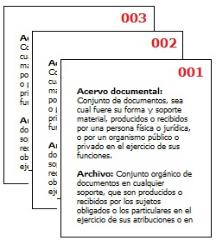 003
002
001
Acervo documental:
Conjunto de documentos, sea
cual fuere su forma y soporte
material, producidos o recibidos
por una persona física o jurídica,
o por un organismo público o
privado en el ejercicio de sus
funciones.
Archivo: Conjunto orgánico de
documentos en cualquier
soporte, que son producidos o
recibidos por los sujetos
obligados o los particulares en el
ejercicio de sus atribuciones o en